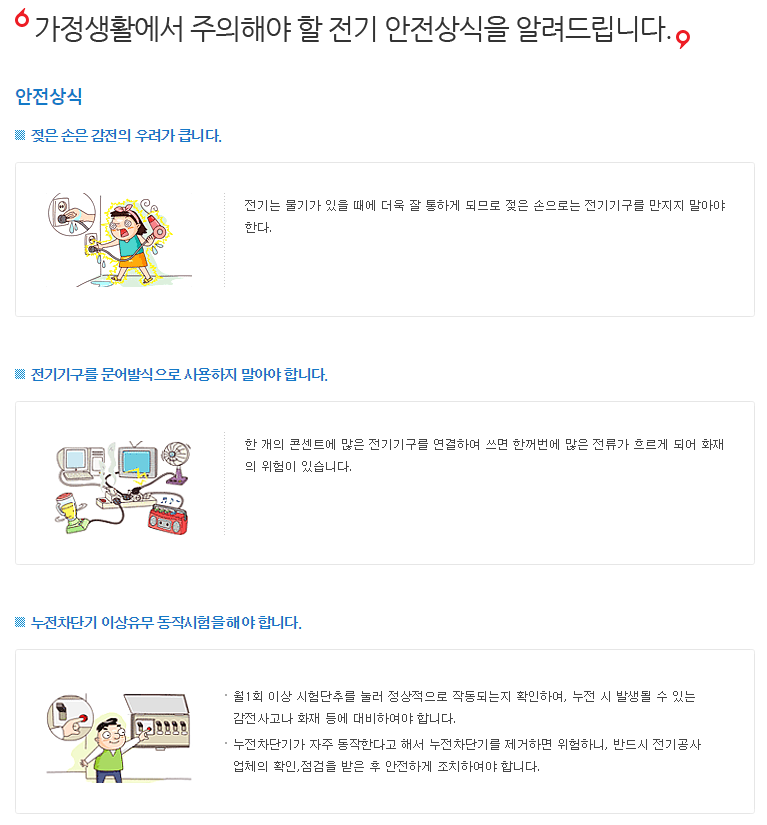 가정생활에서 주의해야 할 전기 안전상식을 알려드립니다.
안전상식
젖은 손은 감전의 우려가 큽니다.
전기는 물기가 있을 때에 더욱 잘 통하게 되므로 젖은 손으로는 전기기구를 만지지 말아야
한다.
전기기구를 문어발식으로 사용하지 말아야 합니다.
한 개의 콘센트에 많은 전기기구를 연결하여 쓰면 한꺼번에 많은 전류가 흐르게 되어 화재
의 위험이 있습니다.
누전차단기 이상유무 동작시험을 해야 합니다.
· 월1회 이상 시험단추를 눌러 정상적으로 작동되는지 확인하여, 누전 시 발생될 수 있는
감전사고나 화재 등에 대비하여야 합니다.
· 누전차단기가 자주 동작한다고 해서 누전차단기를 제거하면 위험하니, 반드시 전기공사
업체의 확인,점검을 받은 후 안전하게 조치하여야 합니다.